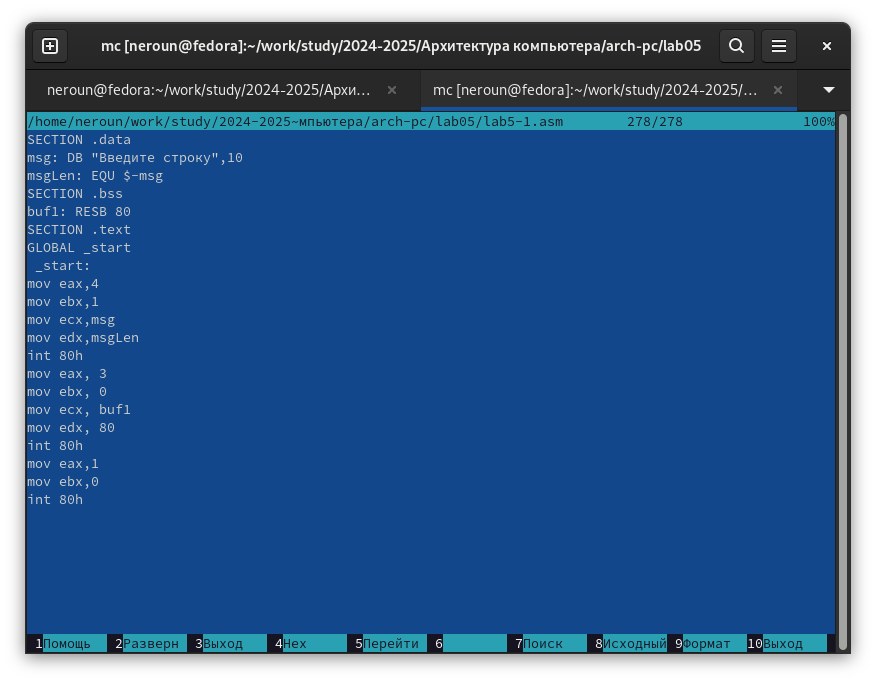 mc [neroun@fedora]:~/work/study/2024-2025/Архитектура компьютера/arch-pc/lab05
neroun@fedora:~/work/study/2024-2025/Архи... mc [neroun@fedora]:~/work/study/2024-2025/...
/home/neroun/work/study/2024-2025~мпьютера/arch-pc/lab05/lab5-1.asm 278/278 100%
SECTION .data
msg: DB "Введите строку",10
msgLen: EQU $-msg
SECTION .bss
buf1: RESB 80
SECTION .text
GLOBAL _start
_start:
mov eax,4
mov ebx,1
mov ecx,msg
mov edx,msgLen
int 80h
mov eax, 3
mov ebx, 0
mov ecx, buf1
mov edx, 80
int 80h
mov eax,1
mov ebx,0
int 80h
1Помощь 2Разверн 3Выход 4Hex 5Перейти 6 7Поиск 8Исходный 9Формат 10Выход